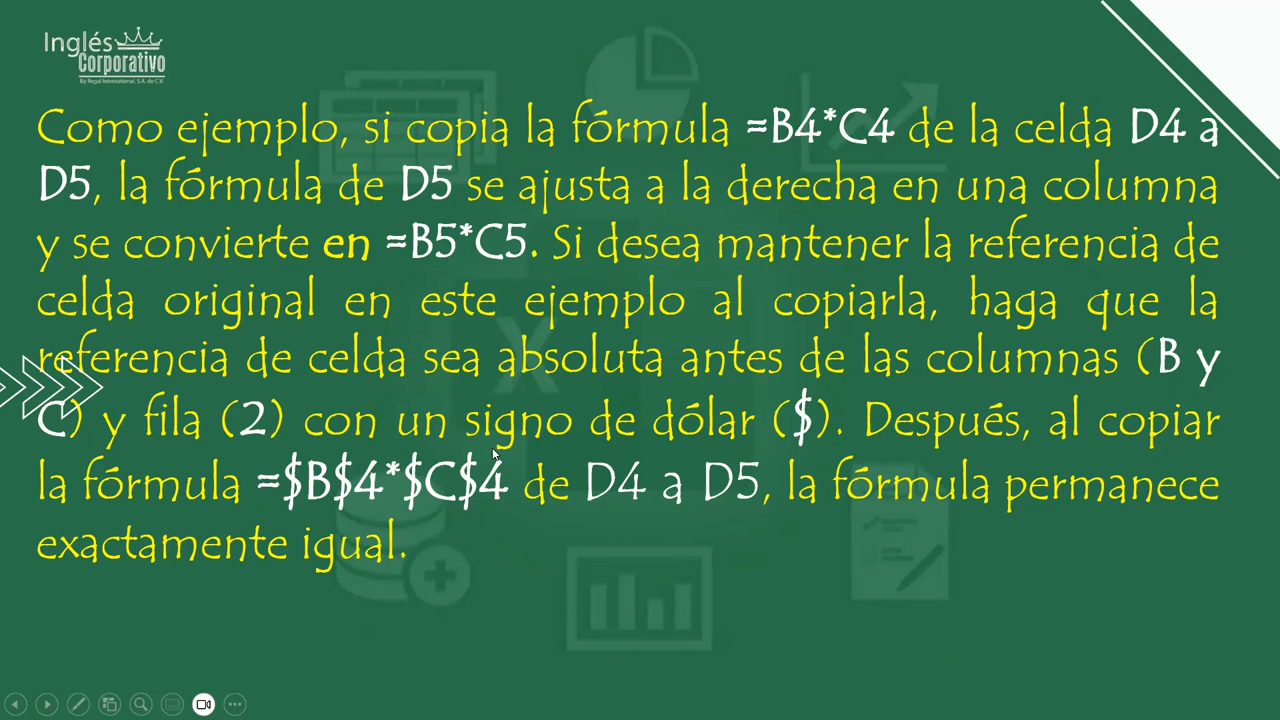 Inglés
Corporativo
By Regal International, S.A. de C.V.
Como ejemplo, si copia la fórmula =B4*C4 de la celda D4 a
D5, la fórmula de D5 se ajusta a la derecha en una columna
y se convierte en =B5*C5. Si desea mantener la referencia de
celda original en este ejemplo al copiarla, haga que la
referencia de celda sea absoluta antes de las columnas (B y
C) y fila (2) con un signo de dólar ($). Después, al copiar
la fórmula =$B$4*$C$4 de D4 a D5, la fórmula permanece
exactamente igual.